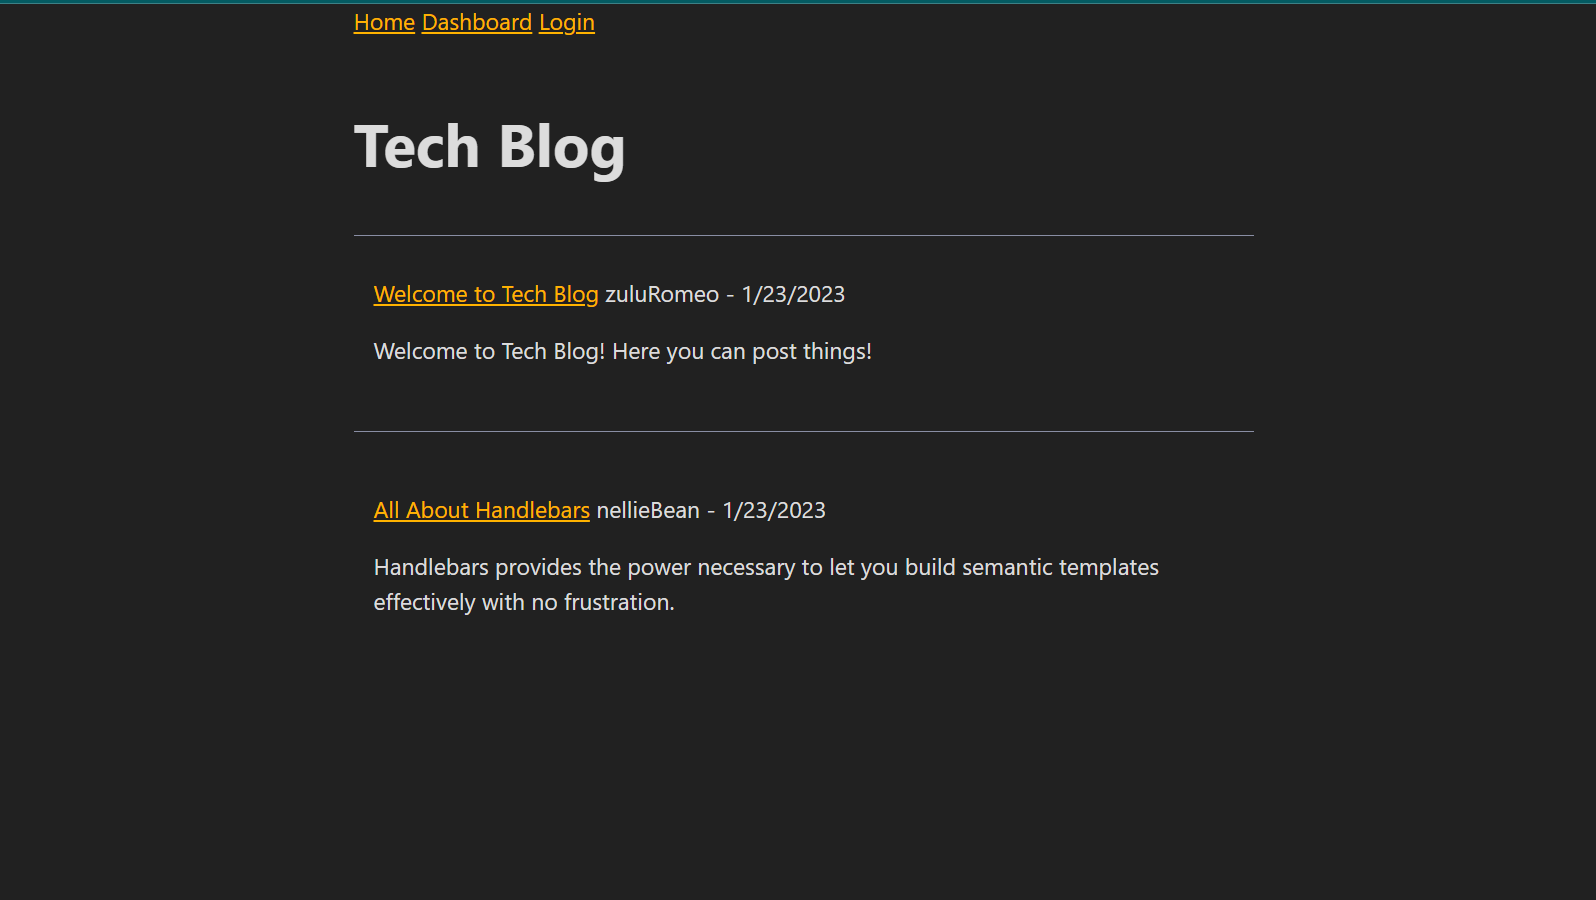 Home Dashboard Login
Tech Blog
Welcome to Tech Blog zuluRomeo - 1/23/2023
Welcome to Tech Blog! Here you can post things!
All About Handlebars nellieBean - 1/23/2023
Handlebars provides the power necessary to let you build semantic templates
effectively with no frustration.